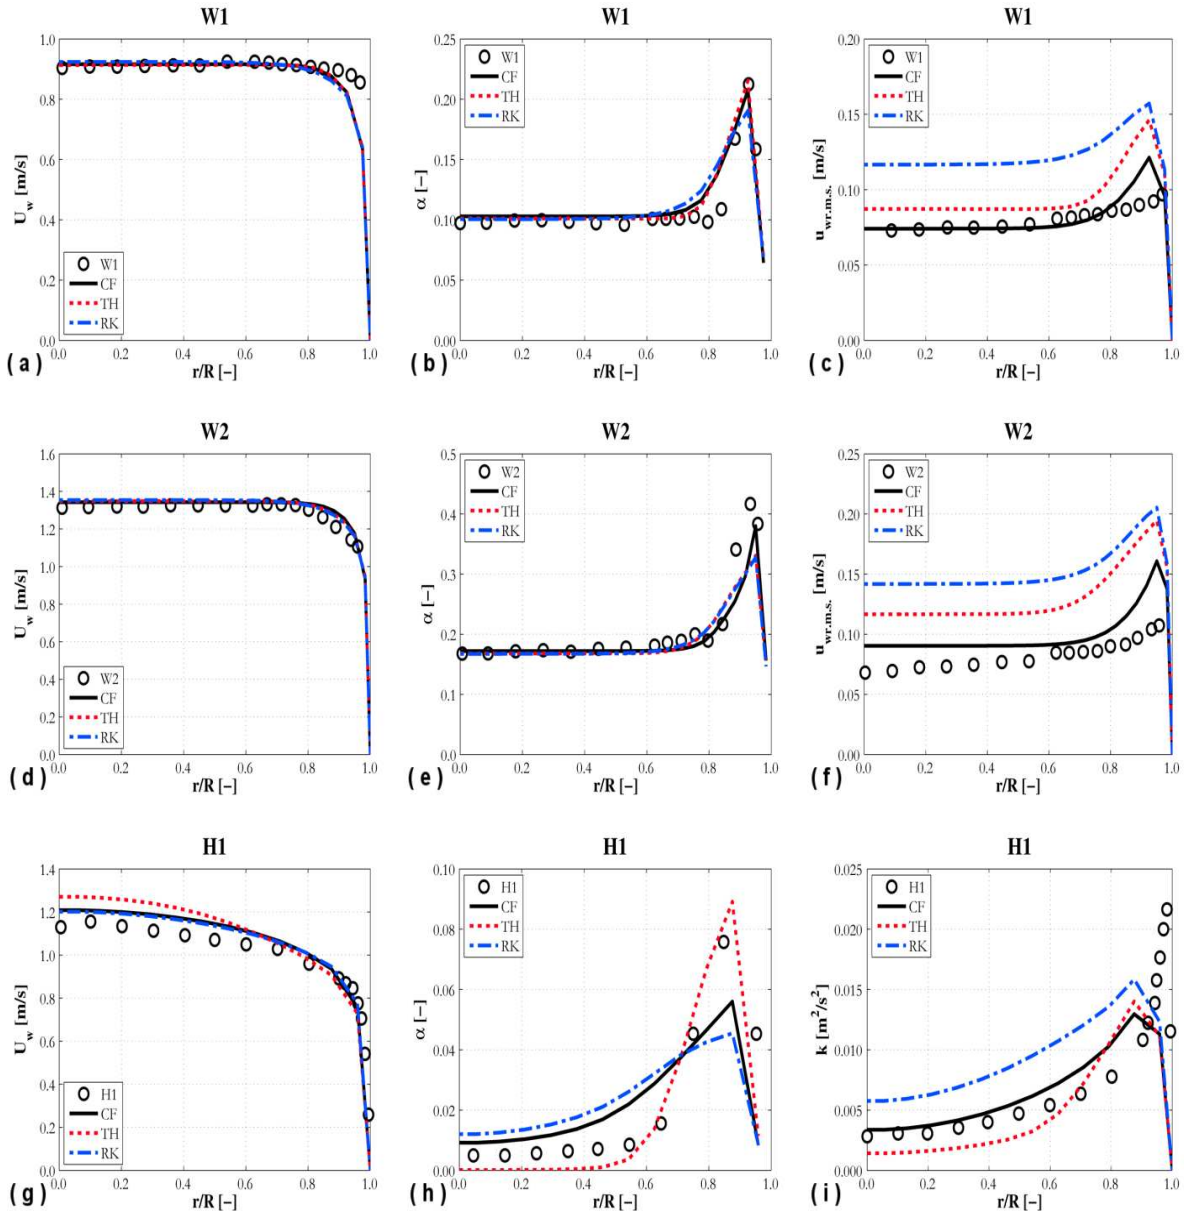 W1
1.0
0.8
0.6
0.4
0.2
0.0
U_w [m/s]
W1
CF
TH
RK
0.0 0.2 0.4 0.6 0.8 1.0
r/R [−]
(a)
W1
0.25
0.20
0.15
0.10
0.05
0.00
α [−]
W1
CF
TH
RK
0.0 0.2 0.4 0.6 0.8 1.0
r/R [−]
(b)
W1
0.20
0.15
0.10
0.05
0.00
u_wr.m.s. [m/s]
W1
CF
TH
RK
0.0 0.2 0.4 0.6 0.8 1.0
r/R [−]
(c)
W2
1.6
1.4
1.2
1.0
0.8
0.6
0.4
0.2
0.0
U_w [m/s]
W2
CF
TH
RK
0.0 0.2 0.4 0.6 0.8 1.0
r/R [−]
(d)
W2
0.5
0.4
0.3
0.2
0.1
0.0
α [−]
W2
CF
TH
RK
0.0 0.2 0.4 0.6 0.8 1.0
r/R [−]
(e)
W2
0.25
0.20
0.15
0.10
0.05
0.00
u_wr.m.s. [m/s]
W2
CF
TH
RK
0.0 0.2 0.4 0.6 0.8 1.0
r/R [−]
(f)
H1
1.4
1.2
1.0
0.8
0.6
0.4
0.2
0.0
U_w [m/s]
H1
CF
TH
RK
0.0 0.2 0.4 0.6 0.8 1.0
r/R [−]
(g)
H1
0.10
0.08
0.06
0.04
0.02
0.00
α [−]
H1
CF
TH
RK
0.0 0.2 0.4 0.6 0.8 1.0
r/R [−]
(h)
H1
0.025
0.020
0.015
0.010
0.005
0.000
k [m²/s²]
H1
CF
TH
RK
0.0 0.2 0.4 0.6 0.8 1.0
r/R [−]
(i)